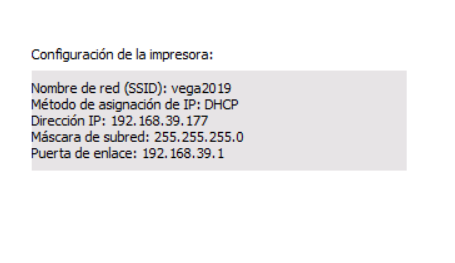 Configuración de la impresora:
Nombre de red (SSID): vega2019
Método de asignación de IP: DHCP
Dirección IP: 192.168.39.177
Máscara de subred: 255.255.255.0
Puerta de enlace: 192.168.39.1